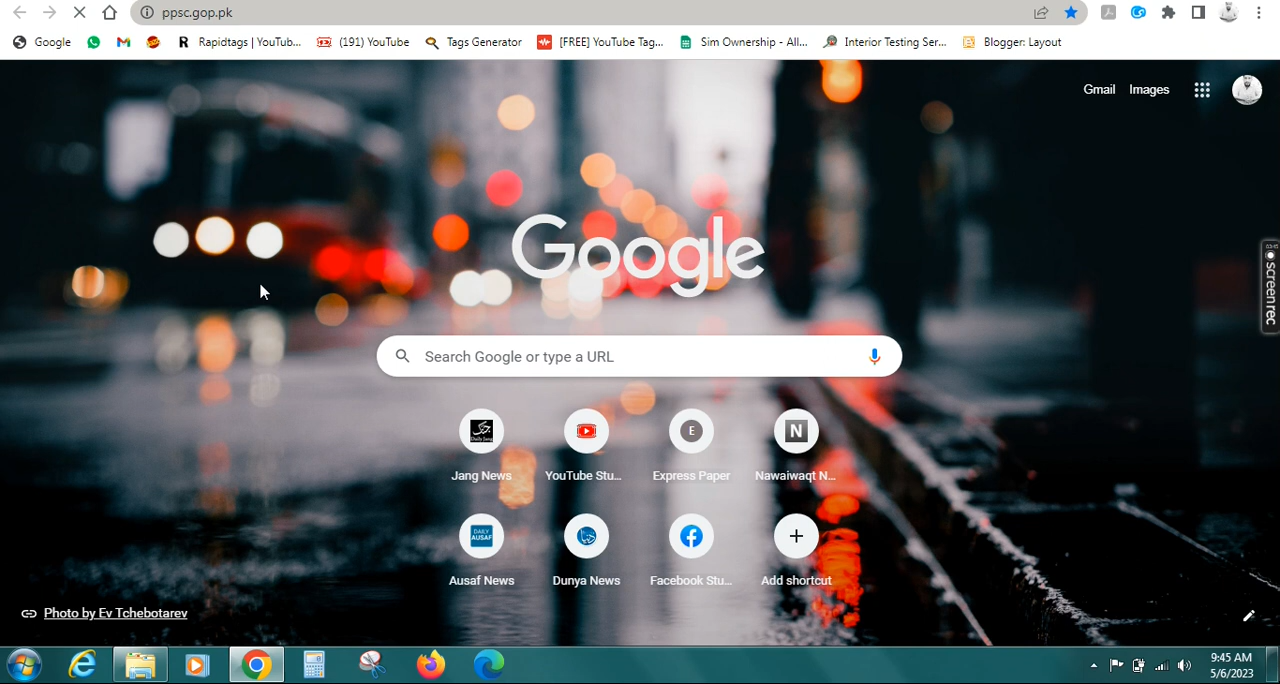 ppsc.gop.pk
Google
Rapidtags | YouTub...
(191) YouTube
Tags Generator
[FREE] YouTube Tag...
Sim Ownership - All...
Interior Testing Ser...
Blogger: Layout
Gmail Images
Google
Search Google or type a URL
Jang News
YouTube Stu...
Express Paper
Nawaiwaqt N...
Ausaf News
Dunya News
Facebook Stu...
Add shortcut
E
N
DAILY
AUSAF
Photo by Ev Tchebotarev
screenrec
9:45 AM
5/6/2023